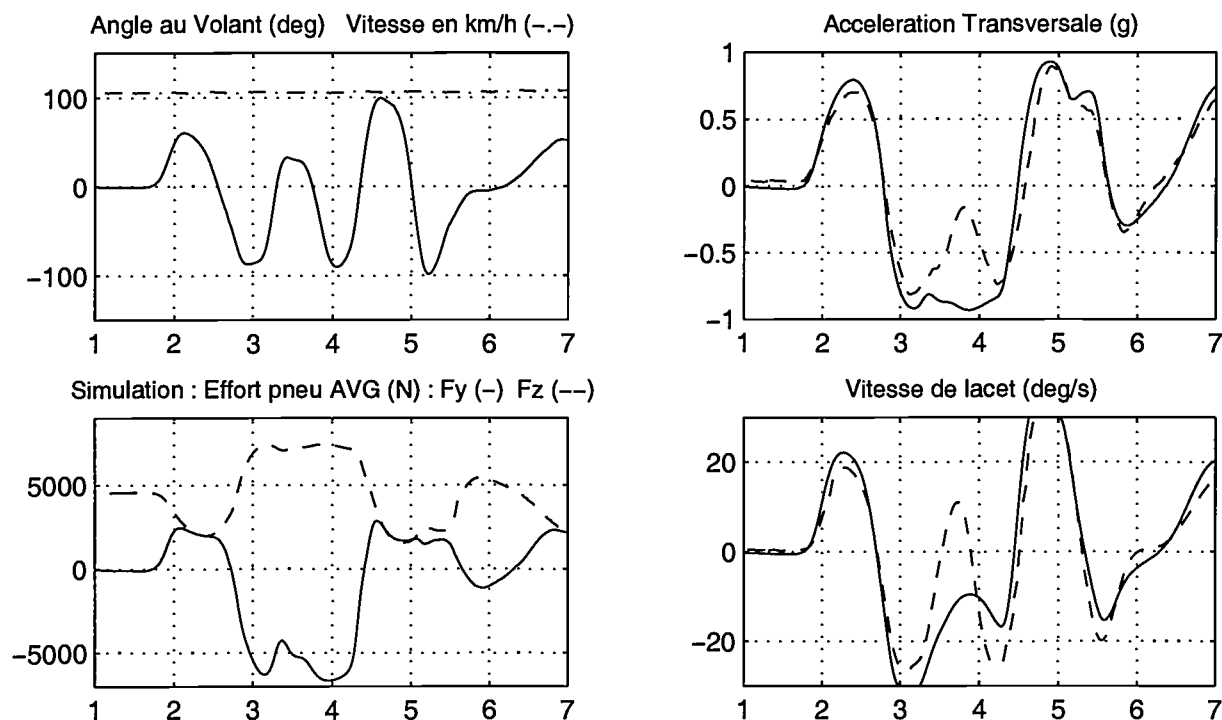 Angle au Volant (deg) Vitesse en km/h (-.-)
100
0
-100
1 2 3 4 5 6 7
Acceleration Transversale (g)
1
0.5
0
-0.5
-1
1 2 3 4 5 6 7
Simulation : Effort pneu AVG (N) : Fy (-) Fz (--)
5000
0
-5000
1 2 3 4 5 6 7
Vitesse de lacet (deg/s)
20
0
-20
1 2 3 4 5 6 7